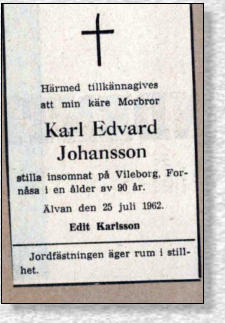 Härmed tillkännagives
att min käre Morbror
Karl Edvard
Johansson
stilla insomnat på Vileborg, For-
nåsa i en ålder av 90 år.
Älvan den 25 juli 1962.
Edit Karlsson
Jordfästningen äger rum i still-
het.